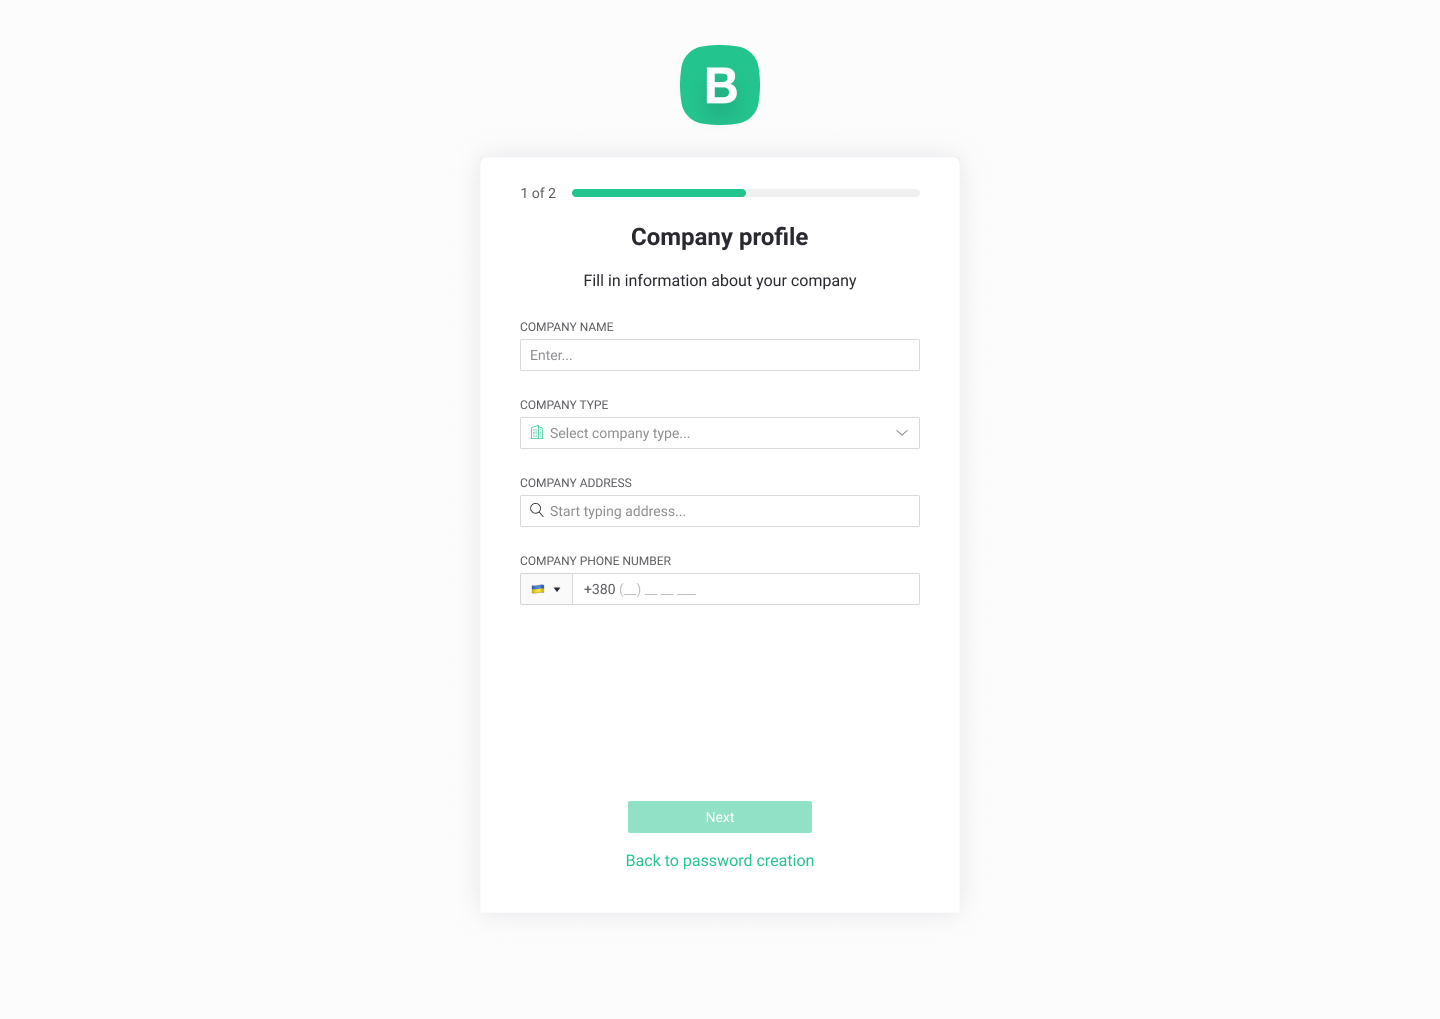 B
1 of 2
Company profile
Fill in information about your company
COMPANY NAME
Enter...
COMPANY TYPE
Select company type...
COMPANY ADDRESS
Start typing address...
COMPANY PHONE NUMBER
+380 (__) __ __ ___
Next
Back to password creation